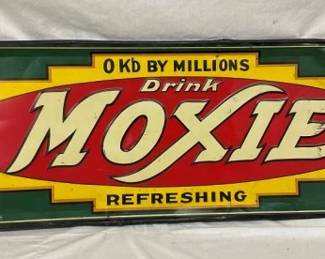 O K'd BY MILLIONS
Drink
MOXIE
REFRESHING